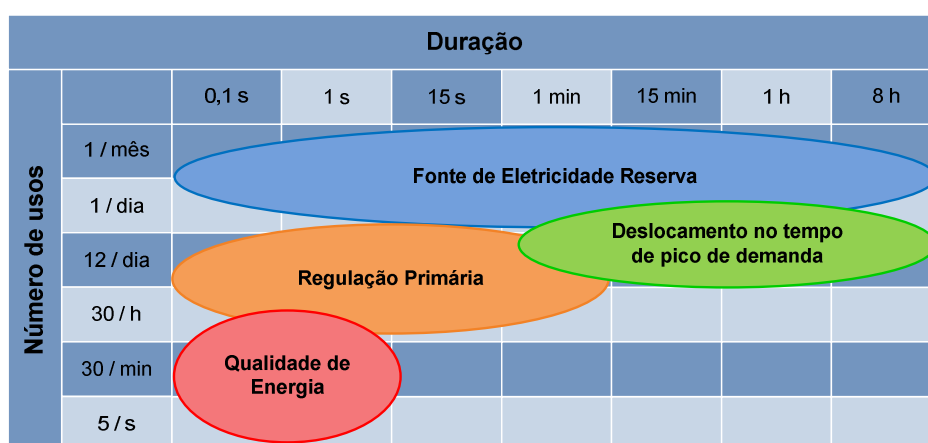 Duração
Número de usos
0,1 s
1 s
15 s
1 min
15 min
1 h
8 h
1 / mês
1 / dia
12 / dia
30 / h
30 / min
5 / s
Fonte de Eletricidade Reserva
Deslocamento no tempo
de pico de demanda
Regulação Primária
Qualidade de
Energia